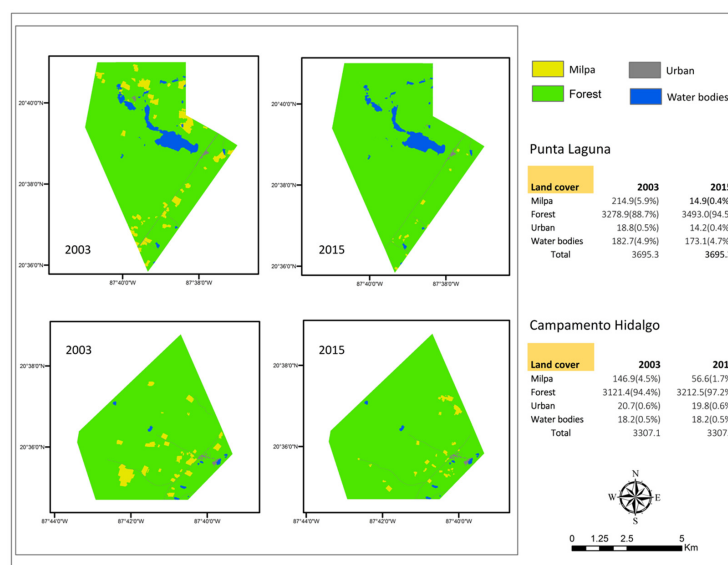 Milpa
Urban
Forest
Water bodies
20°40'0"N
20°38'0"N
20°36'0"N
2003
87°40'0"W 87°38'0"W
20°40'0"N
20°38'0"N
20°36'0"N
2015
87°40'0"W 87°38'0"W
Punta Laguna
Land cover 2003 2015
Milpa 214.9(5.9%) 14.9(0.4%
Forest 3278.9(88.7%) 3493.0(94.5
Urban 18.8(0.5%) 14.2(0.4%
Water bodies 182.7(4.9%) 173.1(4.7%
Total 3695.3 3695.
2003
20°38'0"N
20°36'0"N
87°44'0"W 87°42'0"W 87°40'0"W
2015
20°38'0"N
20°36'0"N
87°44'0"W 87°42'0"W 87°40'0"W
Campamento Hidalgo
Land cover 2003 201
Milpa 146.9(4.5%) 56.6(1.7%
Forest 3121.4(94.4%) 3212.5(97.2%
Urban 20.7(0.6%) 19.8(0.6%
Water bodies 18.2(0.5%) 18.2(0.5%
Total 3307.1 3307.
N
W E
S
0 1.25 2.5 5
Km